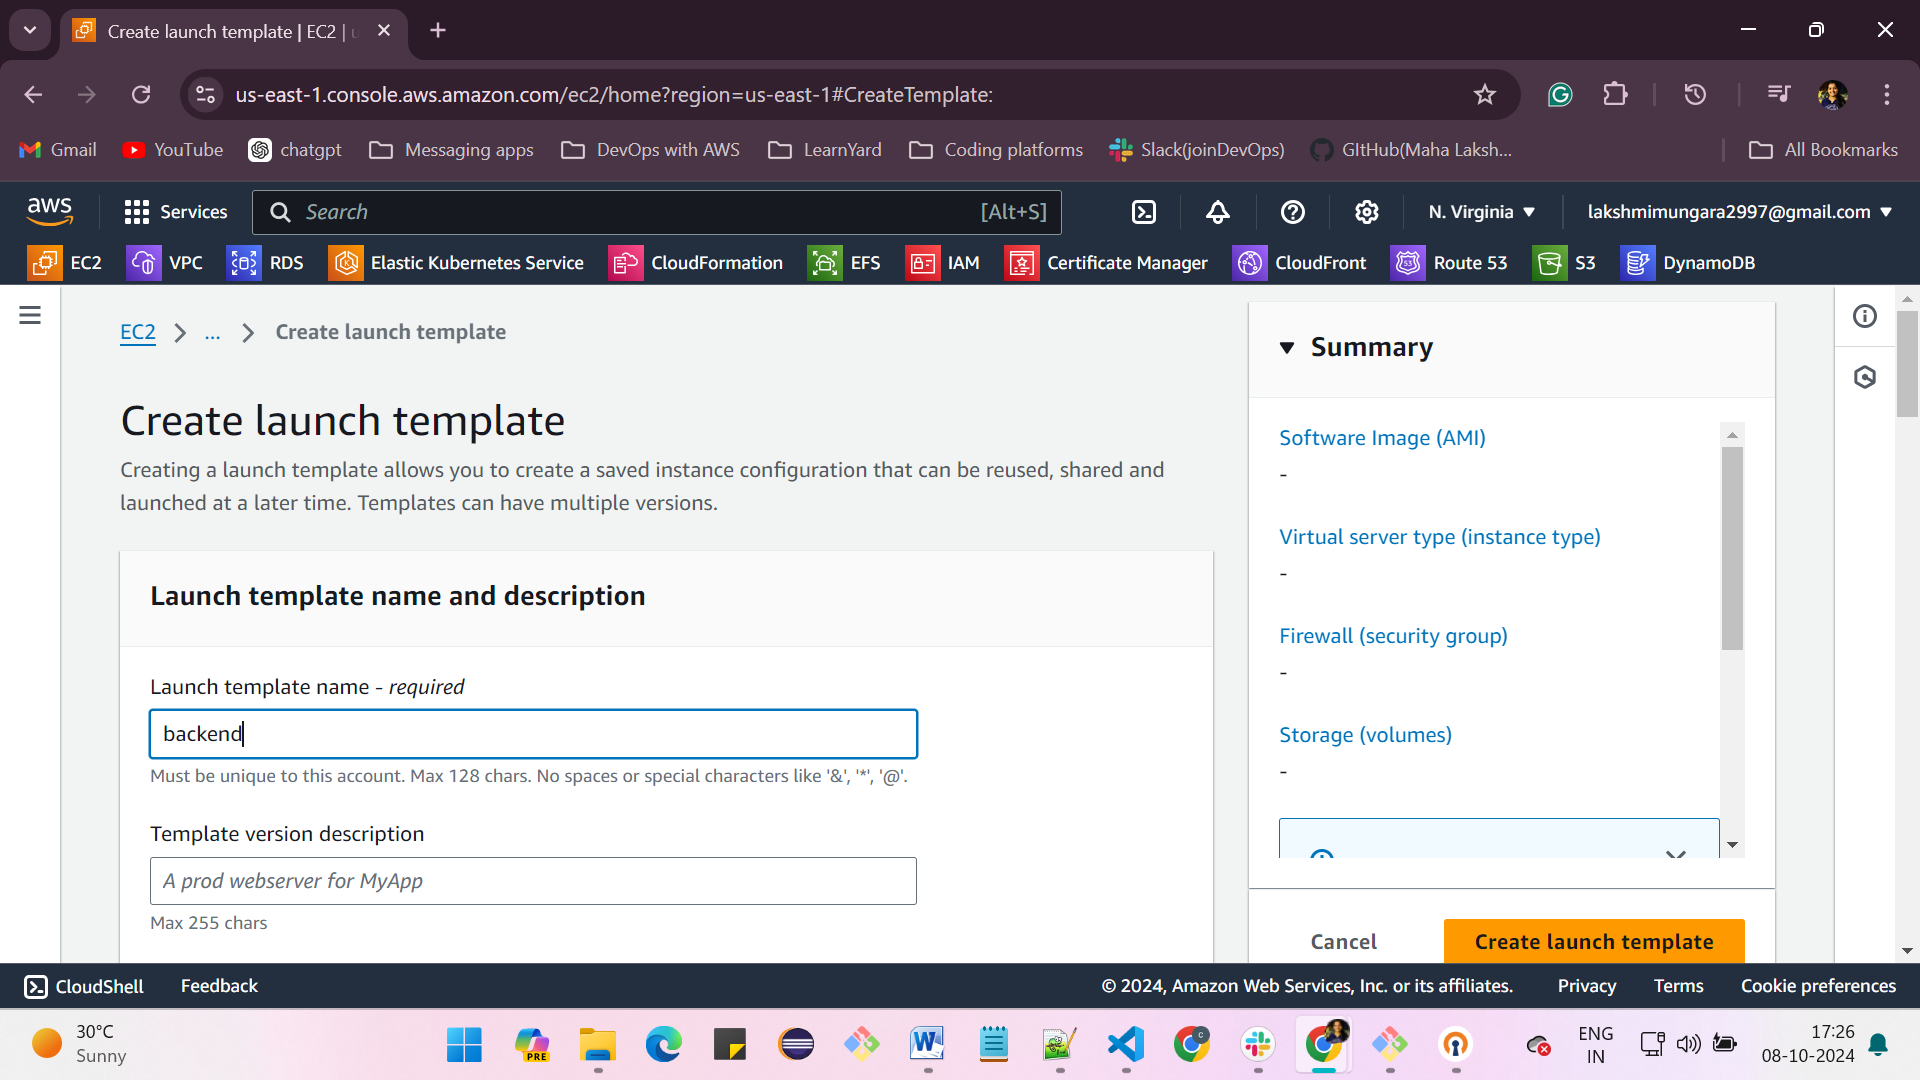 Create launch template | EC2 | u
us-east-1.console.aws.amazon.com/ec2/home?region=us-east-1#CreateTemplate:
Gmail YouTube chatgpt Messaging apps DevOps with AWS LearnYard Coding platforms Slack(joinDevOps) GItHub(Maha Laksh... All Bookmarks
aws Services Search [Alt+S] N. Virginia lakshmimungara2997@gmail.com
EC2 VPC RDS Elastic Kubernetes Service CloudFormation EFS IAM Certificate Manager CloudFront Route 53 S3 DynamoDB
EC2 ... Create launch template
Create launch template
Creating a launch template allows you to create a saved instance configuration that can be reused, shared and
launched at a later time. Templates can have multiple versions.
Launch template name and description
Launch template name - required
backend
Must be unique to this account. Max 128 chars. No spaces or special characters like '&', '*', '@'.
Template version description
A prod webserver for MyApp
Max 255 chars
Summary
Software Image (AMI)
-
Virtual server type (instance type)
-
Firewall (security group)
-
Storage (volumes)
-
Cancel Create launch template
CloudShell Feedback © 2024, Amazon Web Services, Inc. or its affiliates. Privacy Terms Cookie preferences
30°C
Sunny
PRE
ENG
IN
17:26
08-10-2024